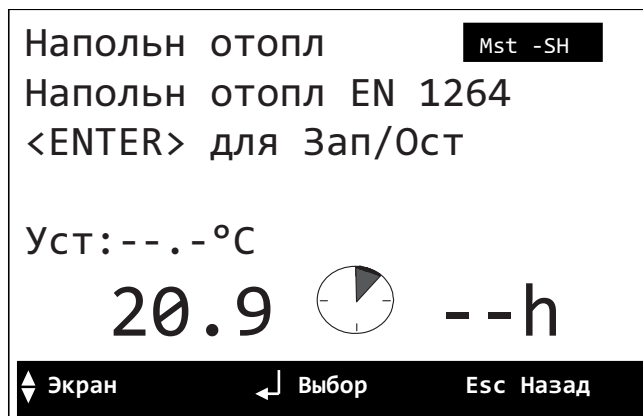 Напольн отопл Mst -SH
Напольн отопл EN 1264
<ENTER> для Зап/Ост
Уст:--.-°C
20.9 --h
Экран Выбор Esc Назад